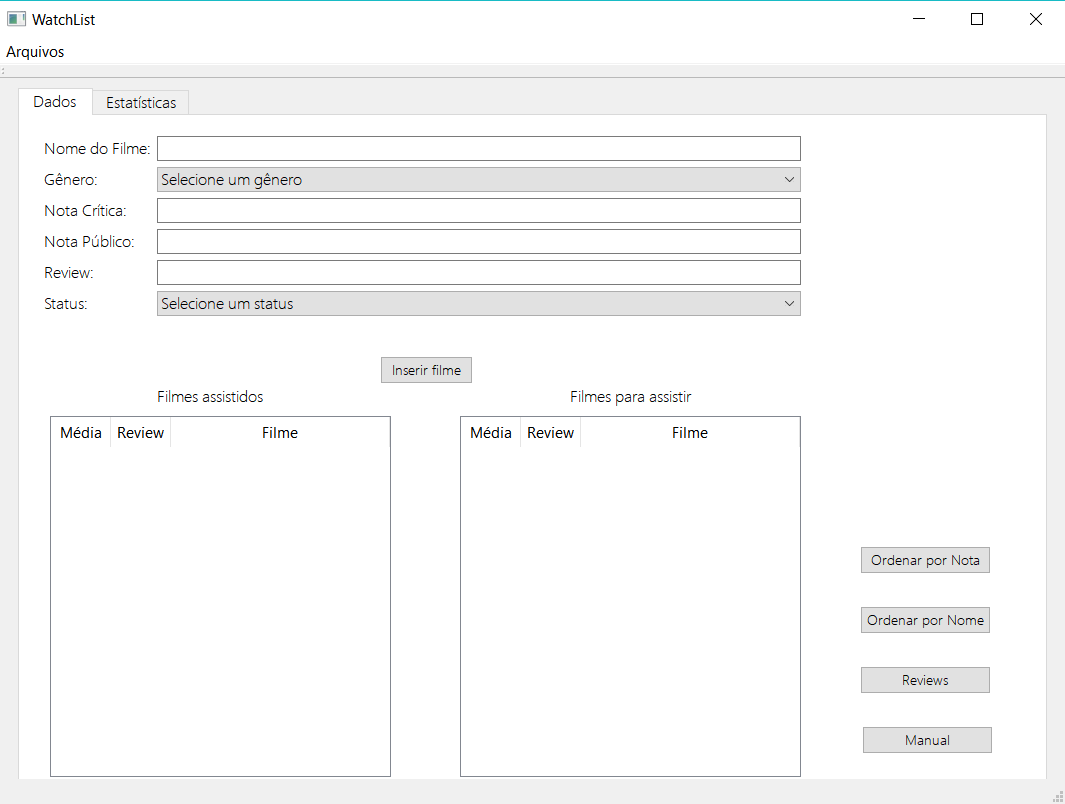 WatchList
Arquivos
Dados Estatísticas
Nome do Filme:
Gênero: Selecione um gênero
Nota Crítica:
Nota Público:
Review:
Status: Selecione um status
Inserir filme
Filmes assistidos Filmes para assistir
Média Review Filme Média Review Filme
Ordenar por Nota
Ordenar por Nome
Reviews
Manual